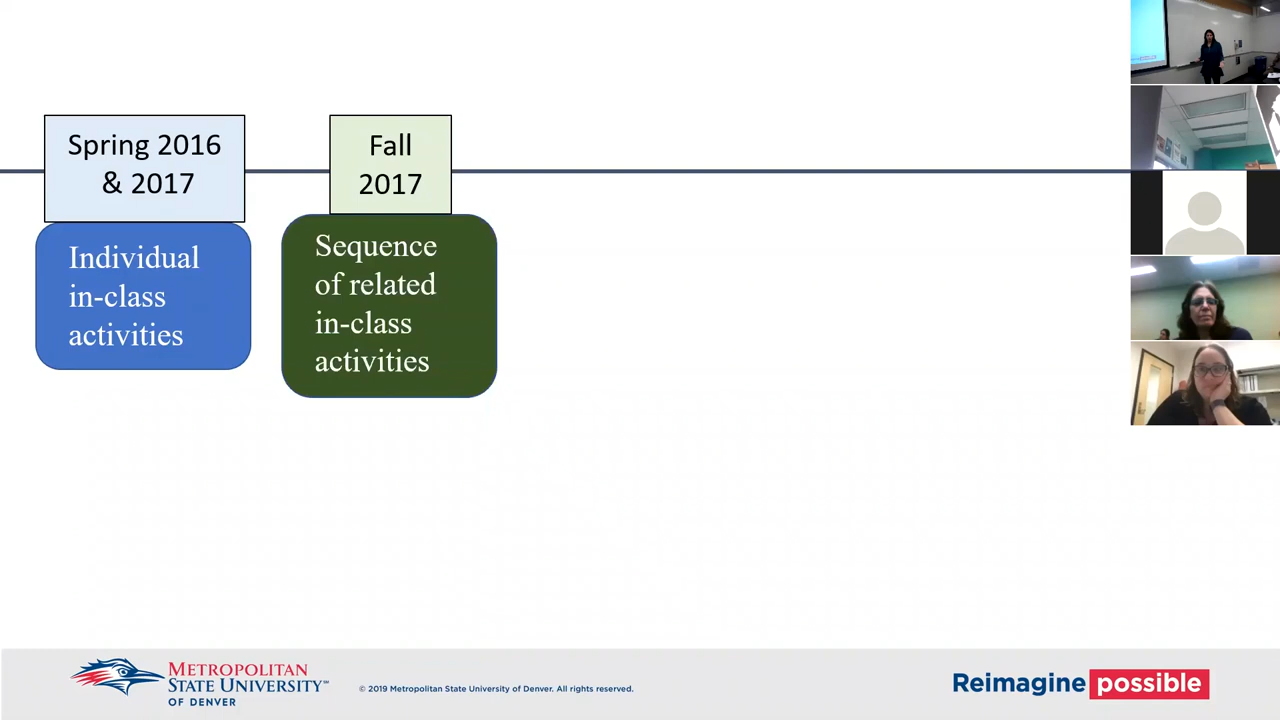 Spring 2016
& 2017
Fall
2017
Individual
in-class
activities
Sequence
of related
in-class
activities
METROPOLITAN
STATE UNIVERSITY™
OF DENVER
© 2019 Metropolitan State University of Denver. All rights reserved.
Reimagine possible